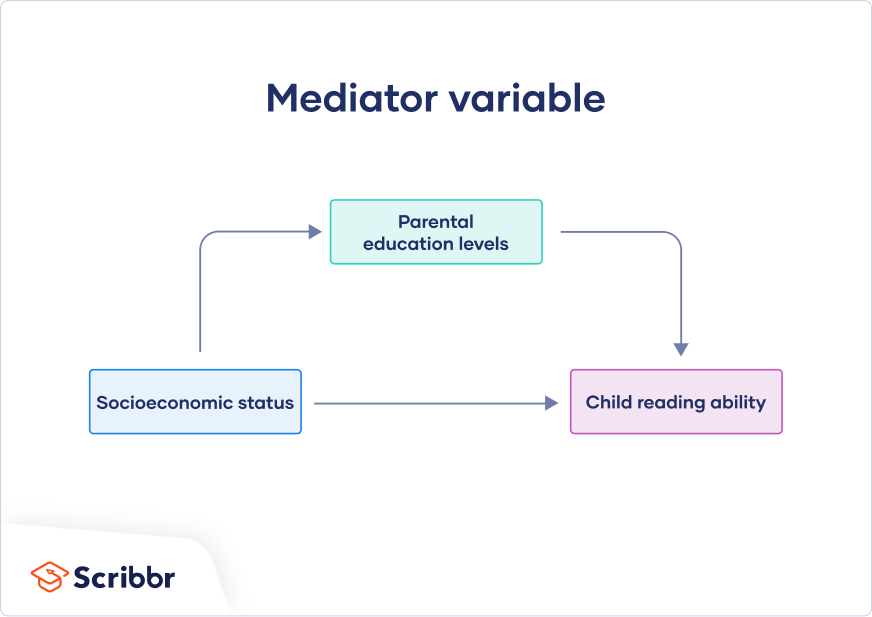 Mediator variable
Parental
education levels
Socioeconomic status
Child reading ability
Scribbr